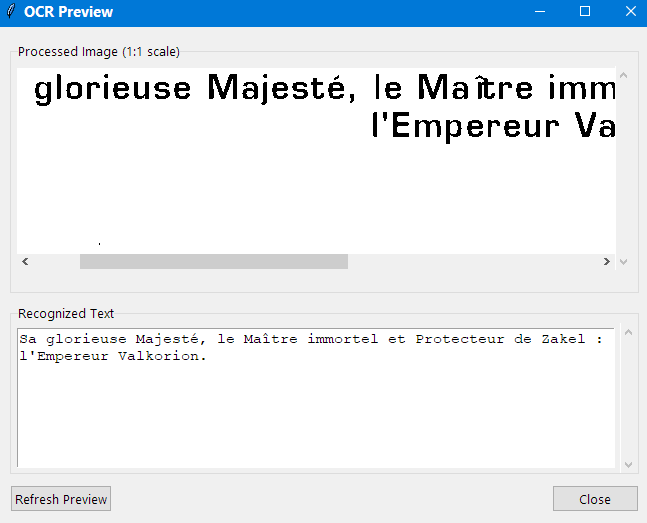 OCR Preview
Processed Image (1:1 scale)
glorieuse Majesté, le Maître imm
l'Empereur Va
Recognized Text
Sa glorieuse Majesté, le Maître immortel et Protecteur de Zakel :
l'Empereur Valkorion.
Refresh Preview
Close